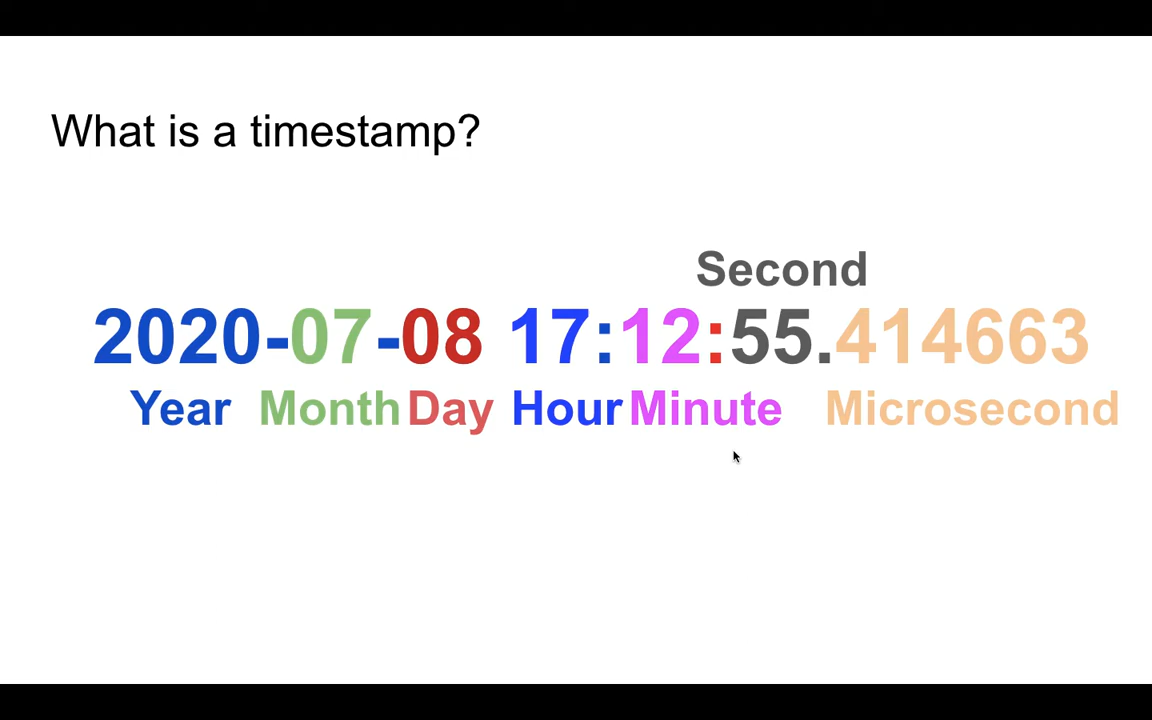 What is a timestamp?
Second
2020-07-08 17:12:55.414663
Year Month Day Hour Minute Microsecond